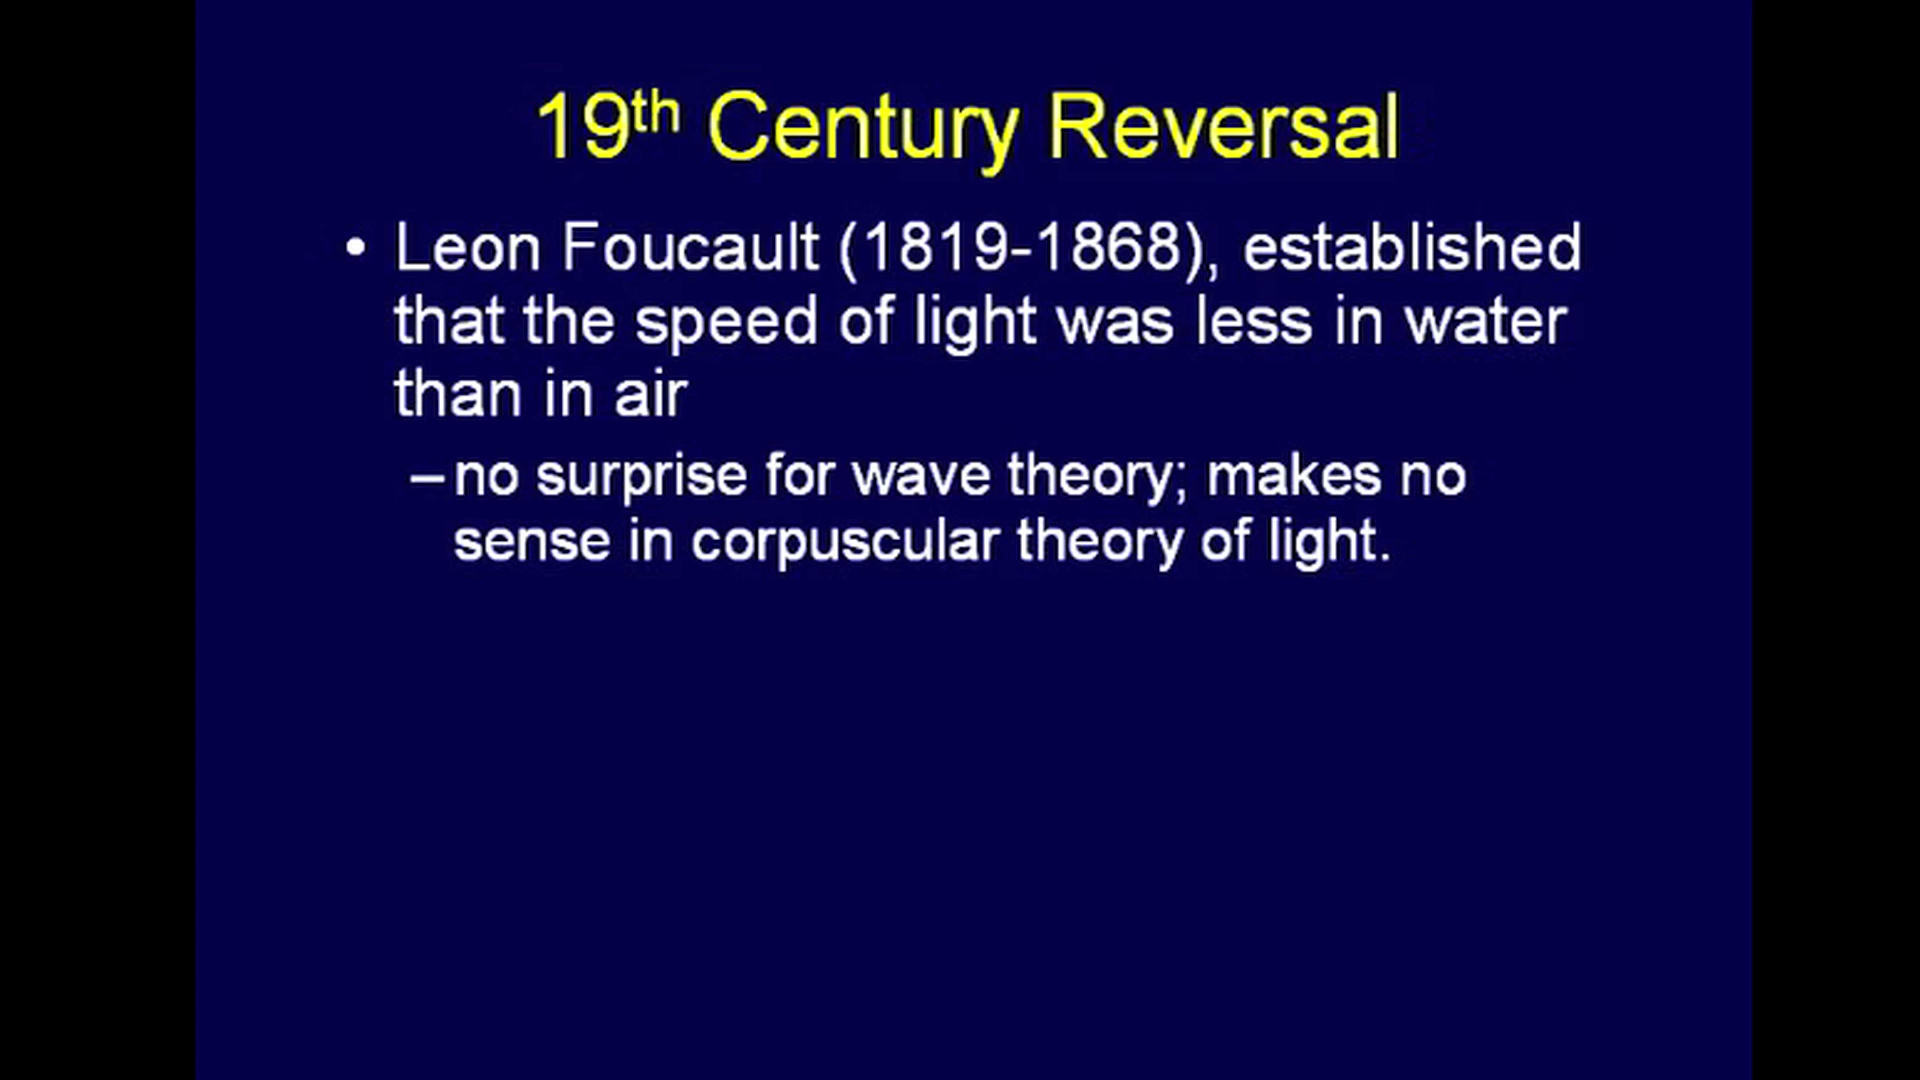 19th Century Reversal
• Leon Foucault (1819-1868), established
that the speed of light was less in water
than in air
– no surprise for wave theory; makes no
sense in corpuscular theory of light.